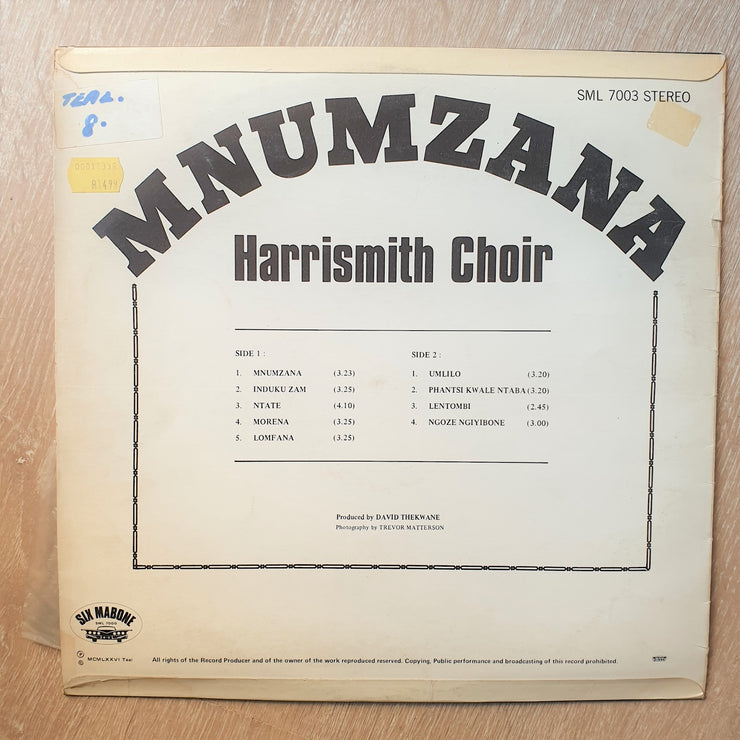 TEAL.
8.
SML 7003 STEREO
R1499
MNUMZANA
Harrismith Choir
SIDE 1 :
1. MNUMZANA (3.23)
2. INDUKU ZAM (3.25)
3. NTATE (4.10)
4. MORENA (3.25)
5. LOMFANA (3.25)
SIDE 2 :
1. UMLILO (3.20)
2. PHANTSI KWALE NTABA (3.20)
3. LENTOMBI (2.45)
4. NGOZE NGIYIBONE (3.00)
Produced by DAVID THEKWANE
Photography by TREVOR MATTERSON
SIX MABONE
SML 7000
Ⓟ
© MCMLXXVI Teal
All rights of the Record Producer and of the owner of the work reproduced reserved. Copying, Public performance and broadcasting of this record prohibited.